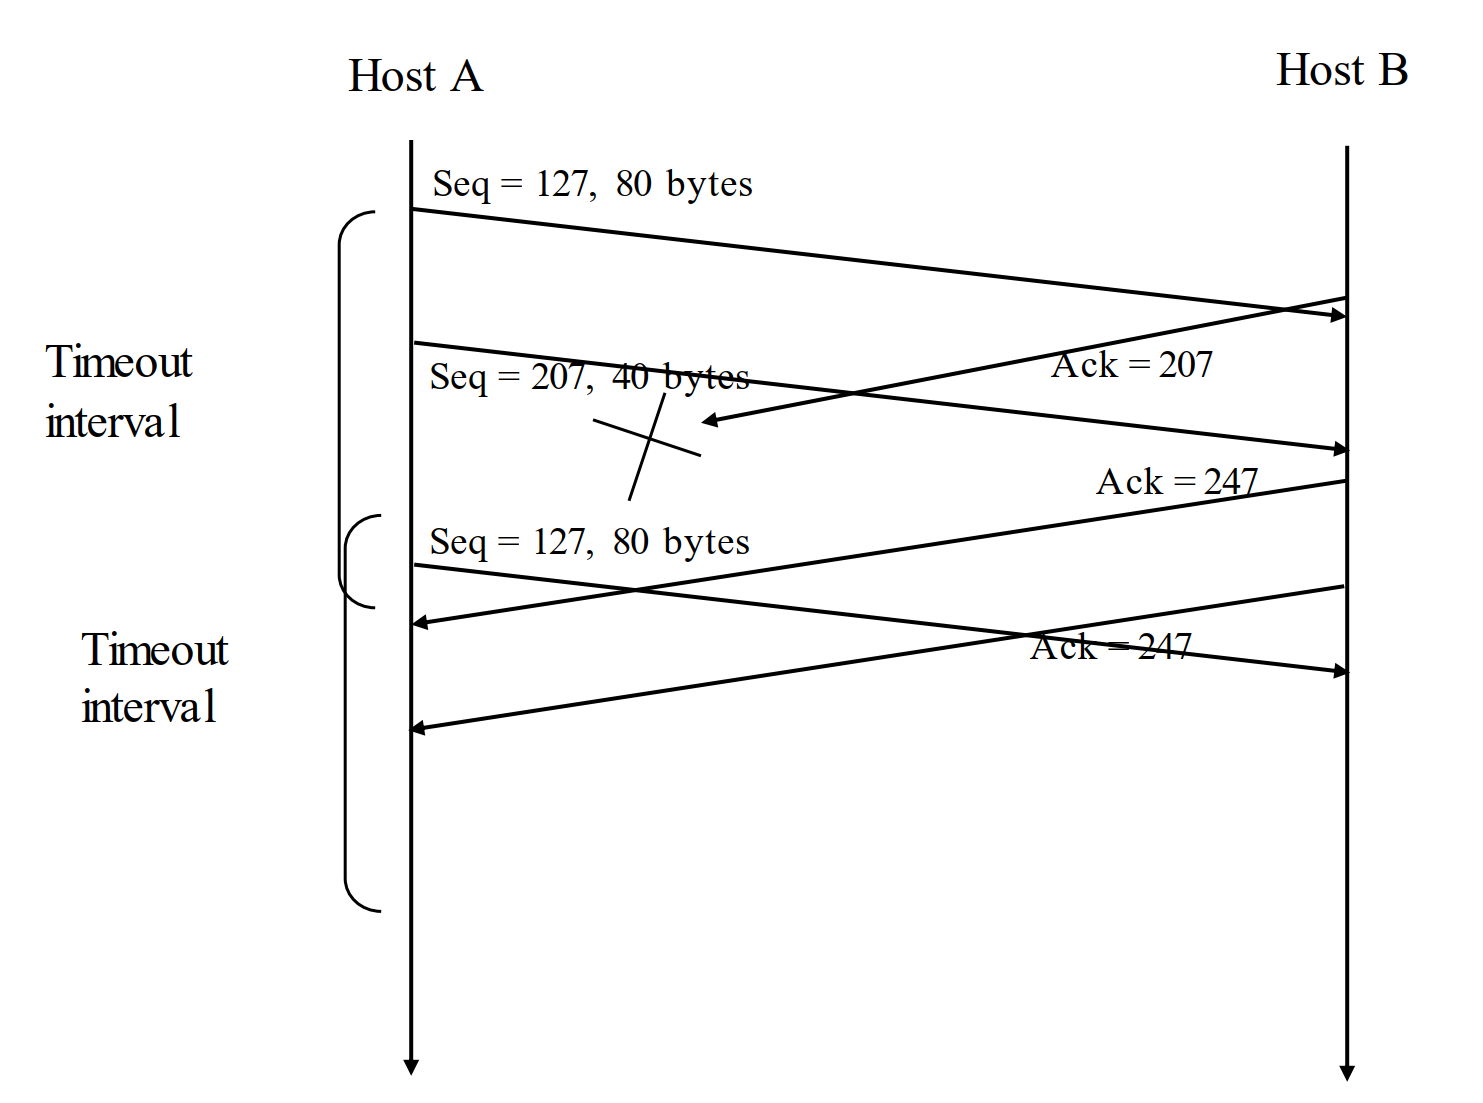 Host A
Host B
Seq = 127, 80 bytes
Timeout
interval
Seq = 207, 40 bytes
Ack = 207
Ack = 247
Seq = 127, 80 bytes
Timeout
interval
Ack = 247